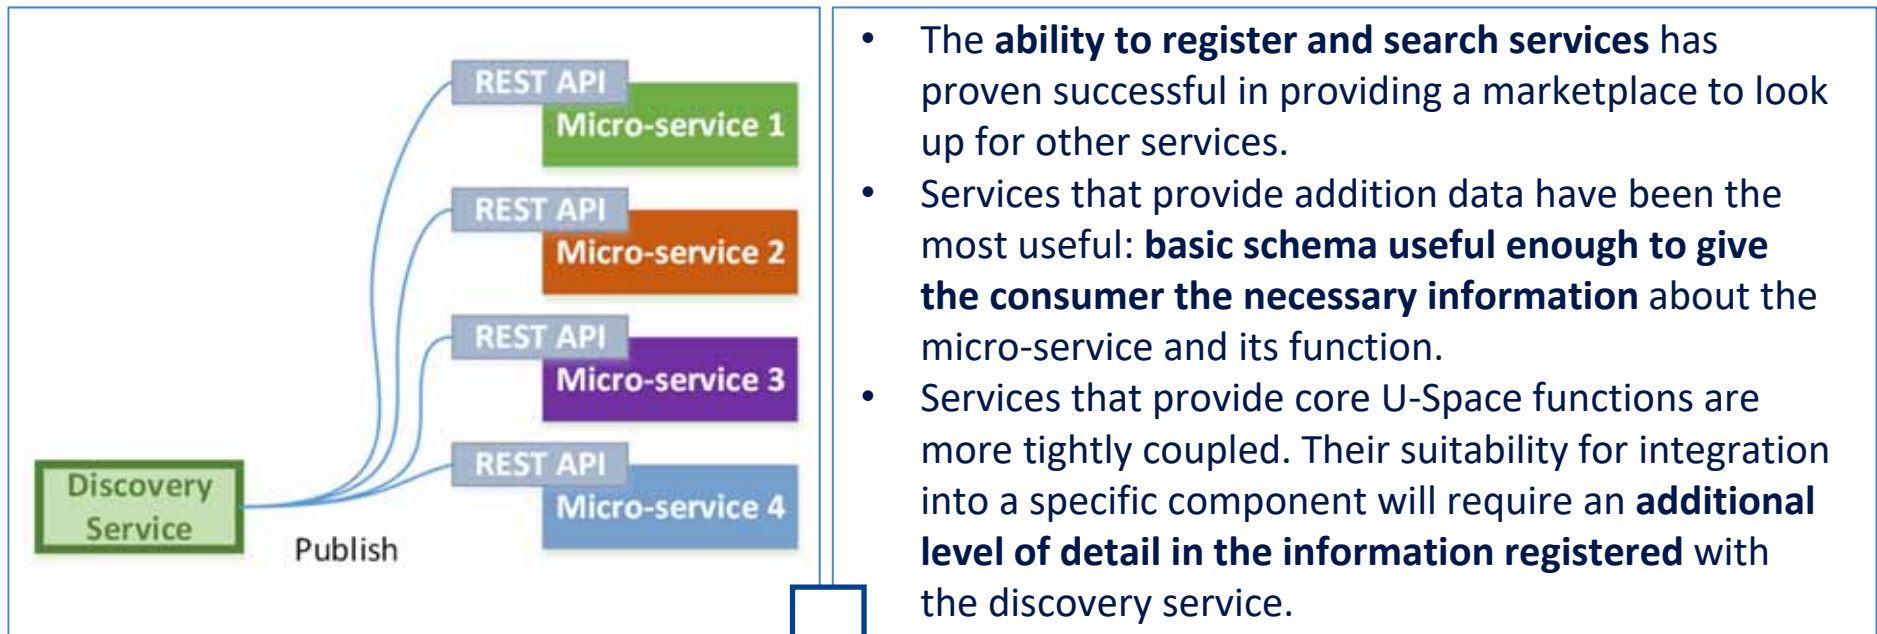 REST API
Micro-service 1
REST API
Micro-service 2
REST API
Micro-service 3
REST API
Micro-service 4
Discovery
Service
Publish
• The ability to register and search services has
proven successful in providing a marketplace to look
up for other services.
• Services that provide addition data have been the
most useful: basic schema useful enough to give
the consumer the necessary information about the
micro-service and its function.
• Services that provide core U-Space functions are
more tightly coupled. Their suitability for integration
into a specific component will require an additional
level of detail in the information registered with
the discovery service.